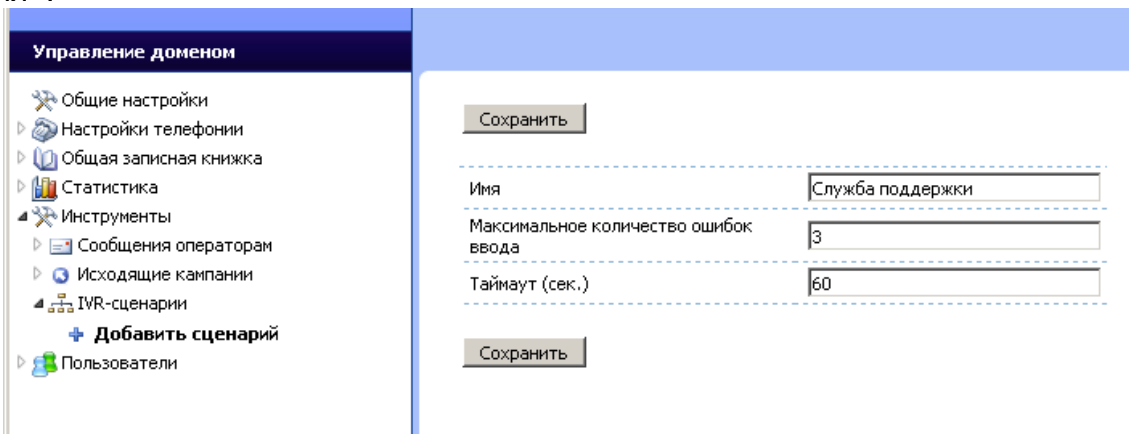 Управление доменом
Общие настройки
Настройки телефонии
Общая записная книжка
Статистика
Инструменты
Сообщения операторам
Исходящие кампании
IVR-сценарии
Добавить сценарий
Пользователи
Сохранить
Имя
Служба поддержки
Максимальное количество ошибок
ввода
3
Таймаут (сек.)
60
Сохранить